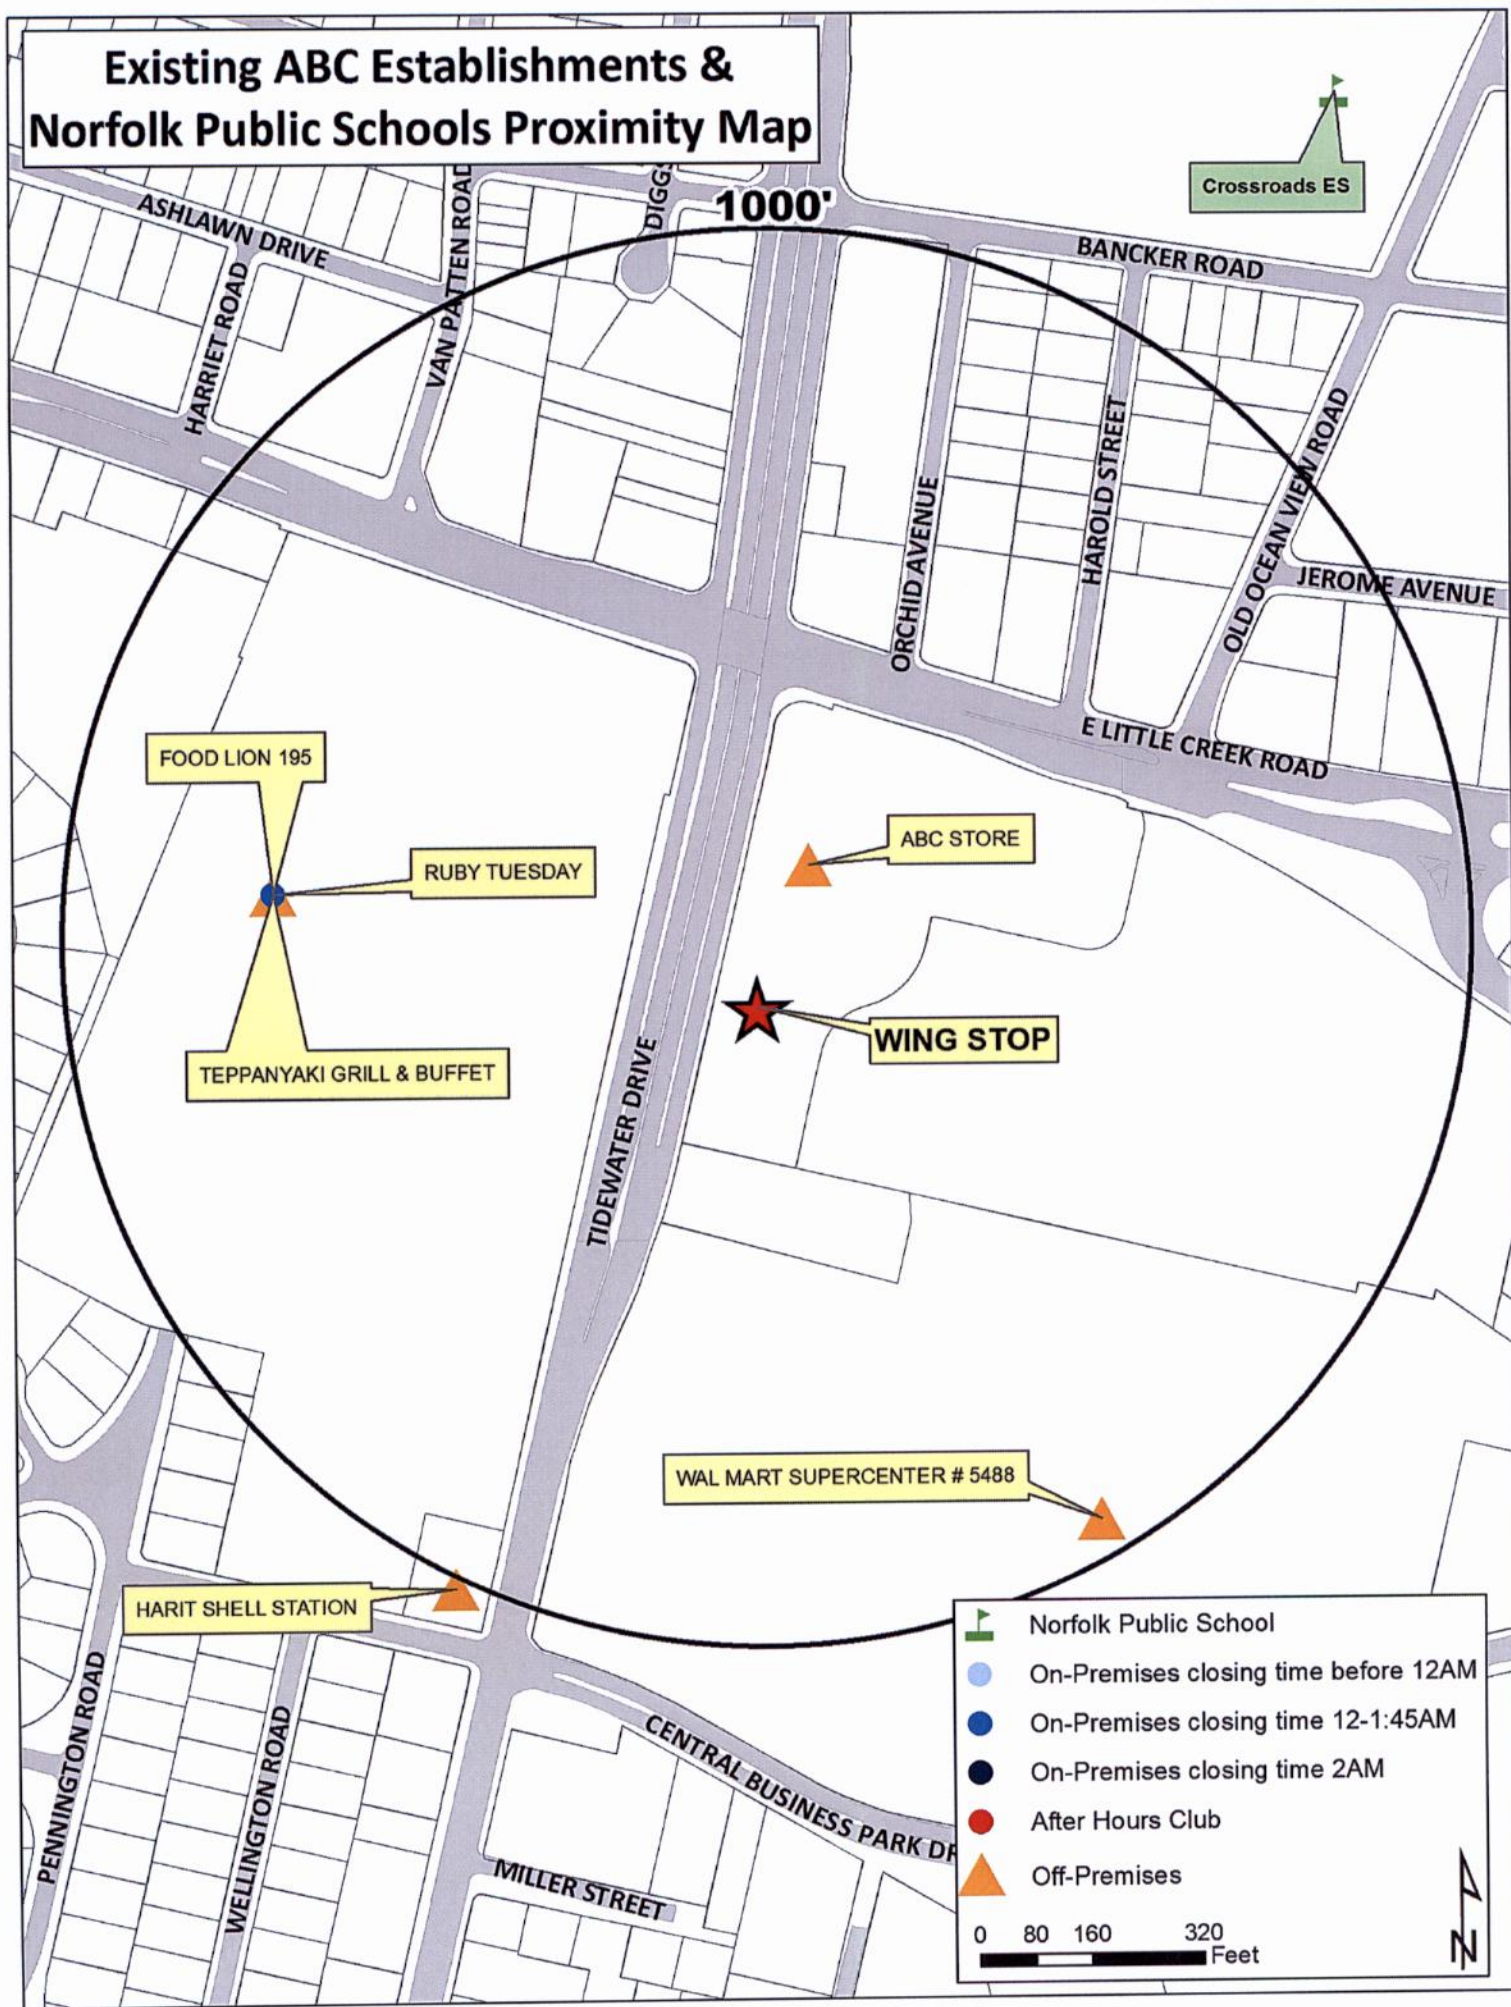 Existing ABC Establishments &
Norfolk Public Schools Proximity Map
Crossroads ES
1000'
ASHLAWN DRIVE
HARRIET ROAD
VAN PATTEN ROAD
DIGGS
BANCKER ROAD
ORCHID AVENUE
HAROLD STREET
OLD OCEAN VIEW ROAD
JEROME AVENUE
E LITTLE CREEK ROAD
FOOD LION 195
RUBY TUESDAY
ABC STORE
WING STOP
TEPPANYAKI GRILL & BUFFET
TIDEWATER DRIVE
WAL MART SUPERCENTER # 5488
HARIT SHELL STATION
PENNINGTON ROAD
WELLINGTON ROAD
CENTRAL BUSINESS PARK DR
MILLER STREET
Norfolk Public School
On-Premises closing time before 12AM
On-Premises closing time 12-1:45AM
On-Premises closing time 2AM
After Hours Club
Off-Premises
0 80 160 320
Feet
N